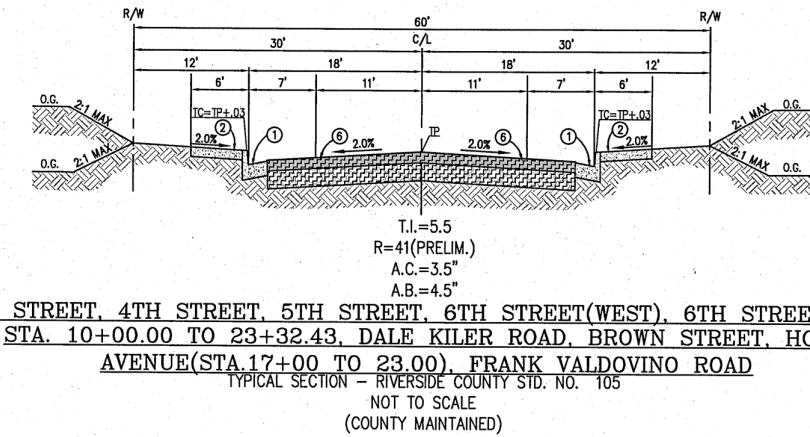 R/W R/W
60'
30' C/L 30'
12' 18' 18' 12'
6' 7' 11' 11' 7' 6'
O.G. 2:1 MAX TC=TP+.03 TP TC=TP+.03 2:1 MAX O.G.
2.0% 2 1 6 2.0% 2.0% 6 1 2 2.0%
O.G. 2:1 MAX 2:1 MAX O.G.
T.I.=5.5
R=41(PRELIM.)
A.C.=3.5"
A.B.=4.5"
STREET, 4TH STREET, 5TH STREET, 6TH STREET(WEST), 6TH STREE
STA. 10+00.00 TO 23+32.43, DALE KILER ROAD, BROWN STREET, HO
AVENUE(STA.17+00 TO 23.00), FRANK VALDOVINO ROAD
TYPICAL SECTION - RIVERSIDE COUNTY STD. NO. 105
NOT TO SCALE
(COUNTY MAINTAINED)